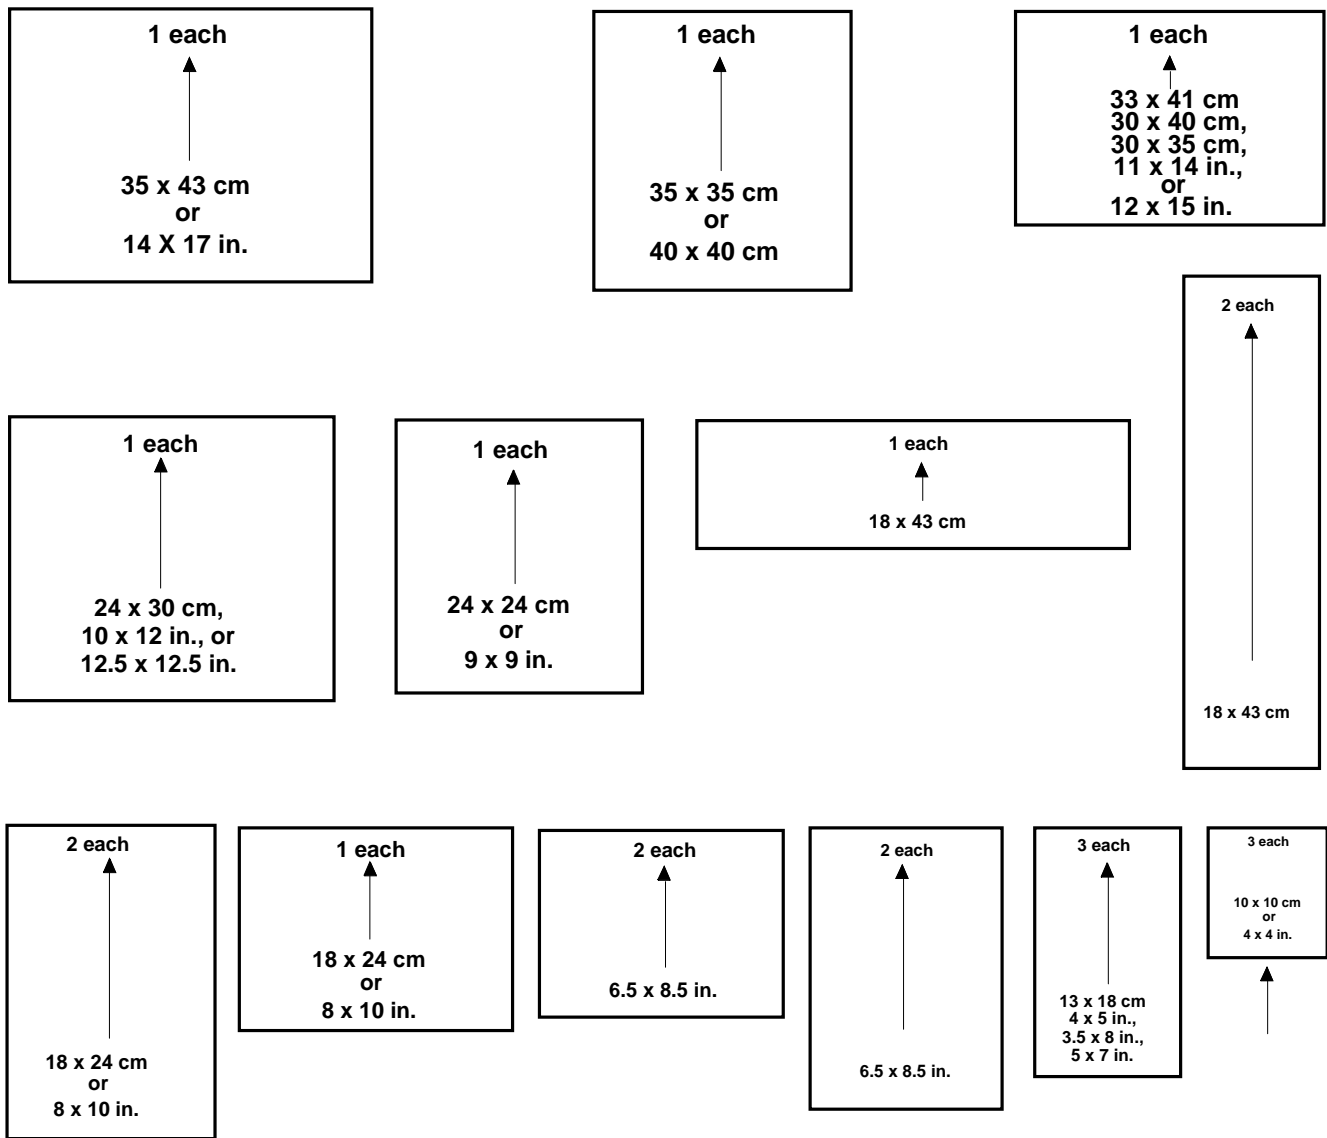 1 each
35 x 43 cm
or
14 X 17 in.
1 each
35 x 35 cm
or
40 x 40 cm
1 each
33 x 41 cm
30 x 40 cm,
30 x 35 cm,
11 x 14 in.,
or
12 x 15 in.
1 each
24 x 30 cm,
10 x 12 in., or
12.5 x 12.5 in.
1 each
24 x 24 cm
or
9 x 9 in.
1 each
18 x 43 cm
2 each
18 x 43 cm
2 each
18 x 24 cm
or
8 x 10 in.
1 each
18 x 24 cm
or
8 x 10 in.
2 each
6.5 x 8.5 in.
2 each
6.5 x 8.5 in.
3 each
13 x 18 cm
4 x 5 in.,
3.5 x 8 in.,
5 x 7 in.
3 each
10 x 10 cm
or
4 x 4 in.